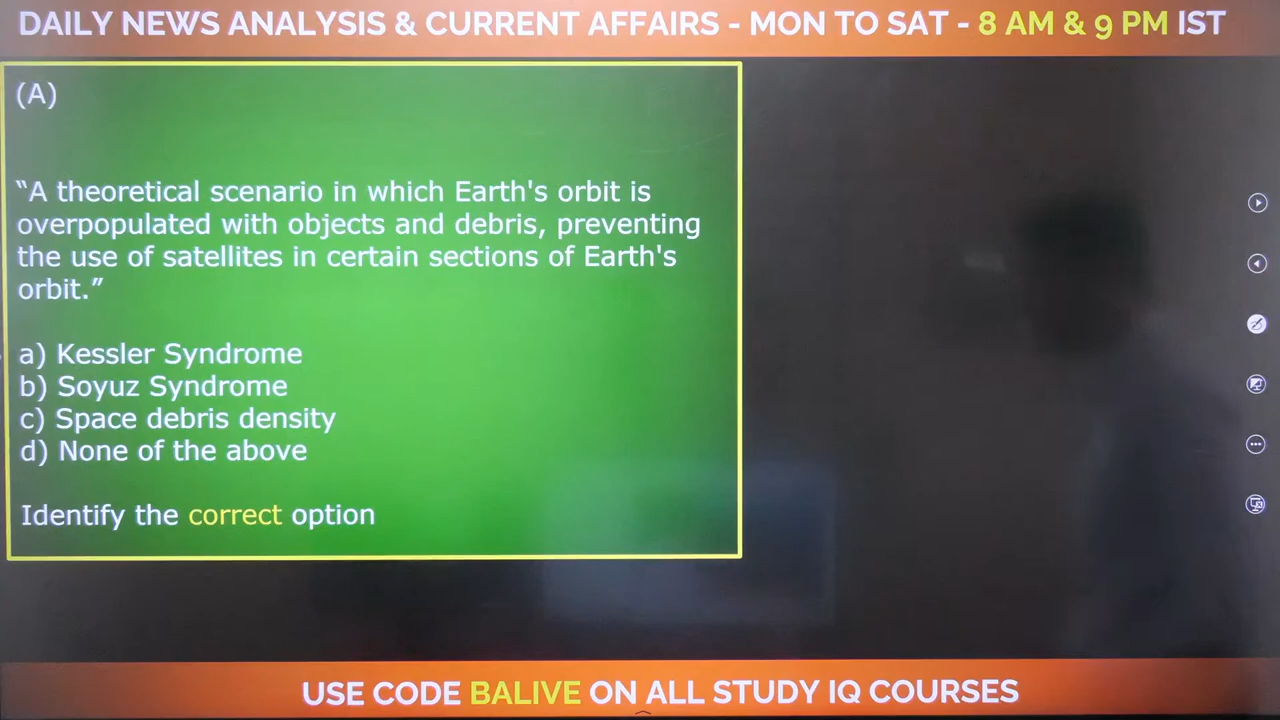 DAILY NEWS ANALYSIS & CURRENT AFFAIRS - MON TO SAT - 8 AM & 9 PM IST
(A)
“A theoretical scenario in which Earth's orbit is
overpopulated with objects and debris, preventing
the use of satellites in certain sections of Earth's
orbit.”
a) Kessler Syndrome
b) Soyuz Syndrome
c) Space debris density
d) None of the above
Identify the correct option
USE CODE BALIVE ON ALL STUDY IQ COURSES